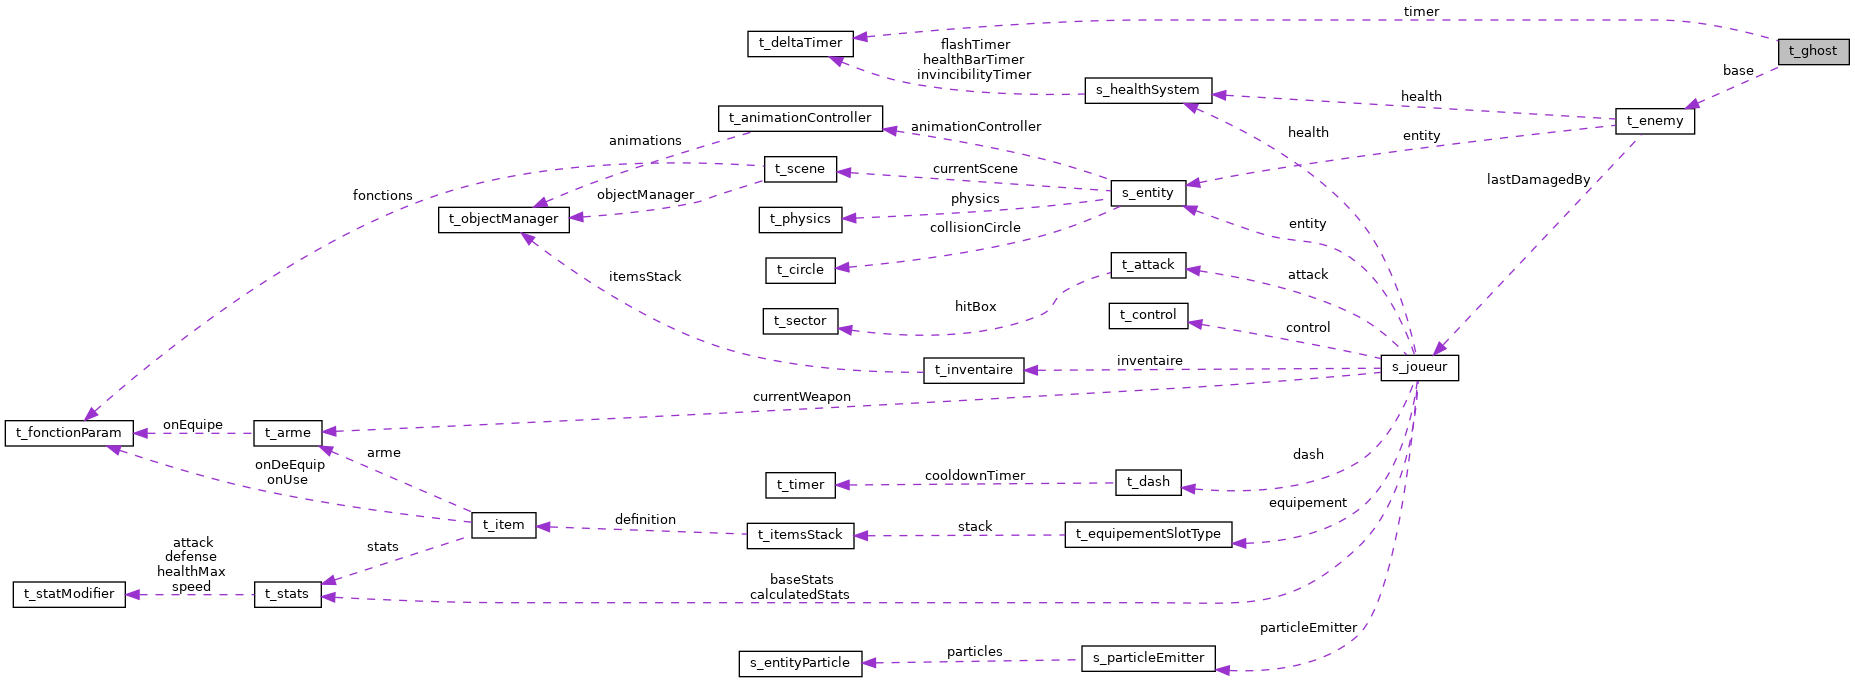 timer
t_deltaTimer
flashTimer
healthBarTimer
invincibilityTimer
t_ghost
base
s_healthSystem
health
t_animationController
animationController
t_enemy
animations
health
entity
t_scene
currentScene
lastDamagedBy
fonctions
objectManager
s_entity
t_objectManager
t_physics
physics
collisionCircle
entity
t_circle
t_attack
attack
itemsStack
hitBox
t_sector
t_control
control
t_inventaire
inventaire
s_joueur
currentWeapon
t_fonctionParam
onEquipe
t_arme
arme
onDeEquip
onUse
dash
t_timer
cooldownTimer
t_dash
equipement
t_item
definition
t_itemsStack
stack
t_equipementSlotType
attack
defense
healthMax
speed
stats
t_statModifier
t_stats
baseStats
calculatedStats
particleEmitter
s_entityParticle
particles
s_particleEmitter